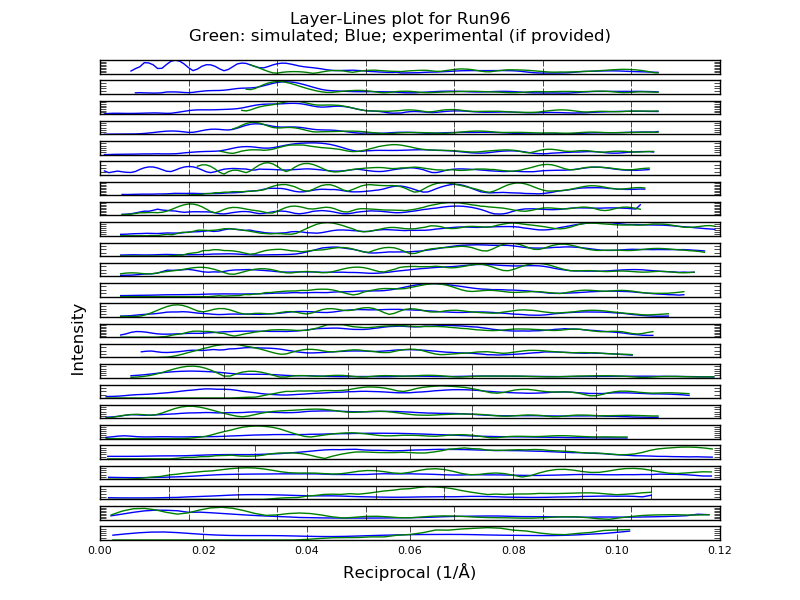 Layer-Lines plot for Run96
Green: simulated; Blue; experimental (if provided)
Intensity
0.00 0.02 0.04 0.06 0.08 0.10 0.12
Reciprocal (1/Å)